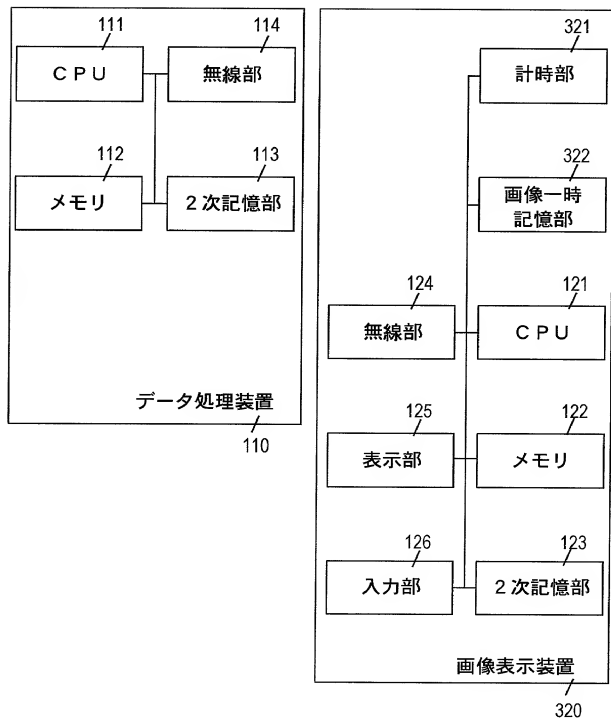 111
CPU
114
無線部
112
メモリ
113
2次記憶部
データ処理装置
110
321
計時部
322
画像一時
記憶部
124
無線部
121
CPU
125
表示部
122
メモリ
126
入力部
123
2次記憶部
画像表示装置
320